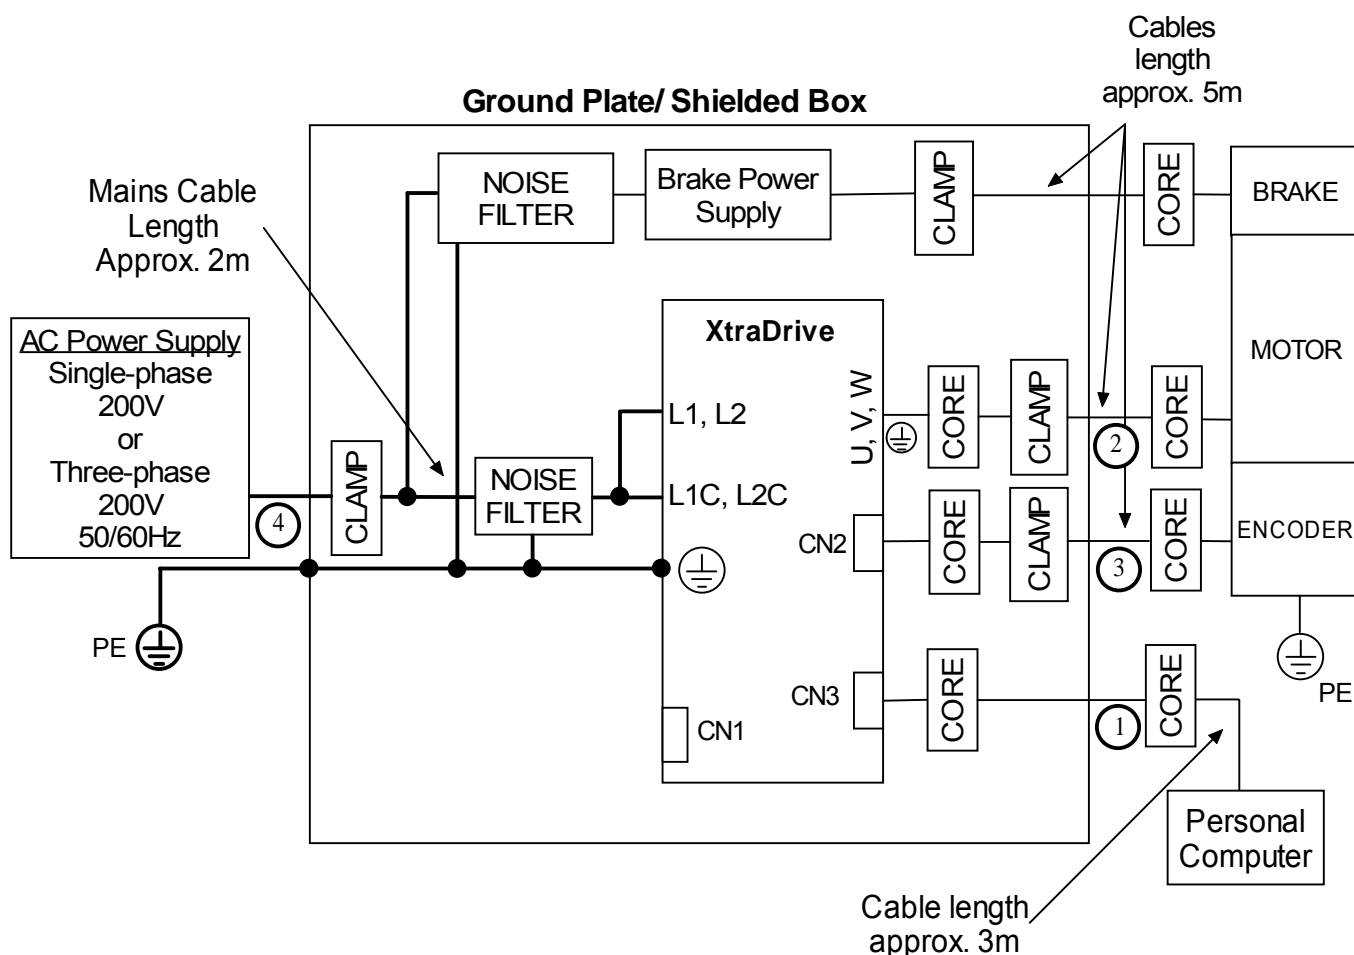 Cables
length
approx. 5m
Ground Plate/ Shielded Box
Mains Cable
Length
Approx. 2m
NOISE
FILTER
Brake Power
Supply
CLAMP
CORE
BRAKE
AC Power Supply
Single-phase
200V
or
Three-phase
200V
50/60Hz
4
CLAMP
NOISE
FILTER
XtraDrive
L1, L2
L1C, L2C
U, V, W
CORE
CLAMP
2
CORE
MOTOR
CN2
CORE
CLAMP
3
CORE
ENCODER
PE
PE
CN3
CORE
1
CORE
CN1
Personal
Computer
Cable length
approx. 3m